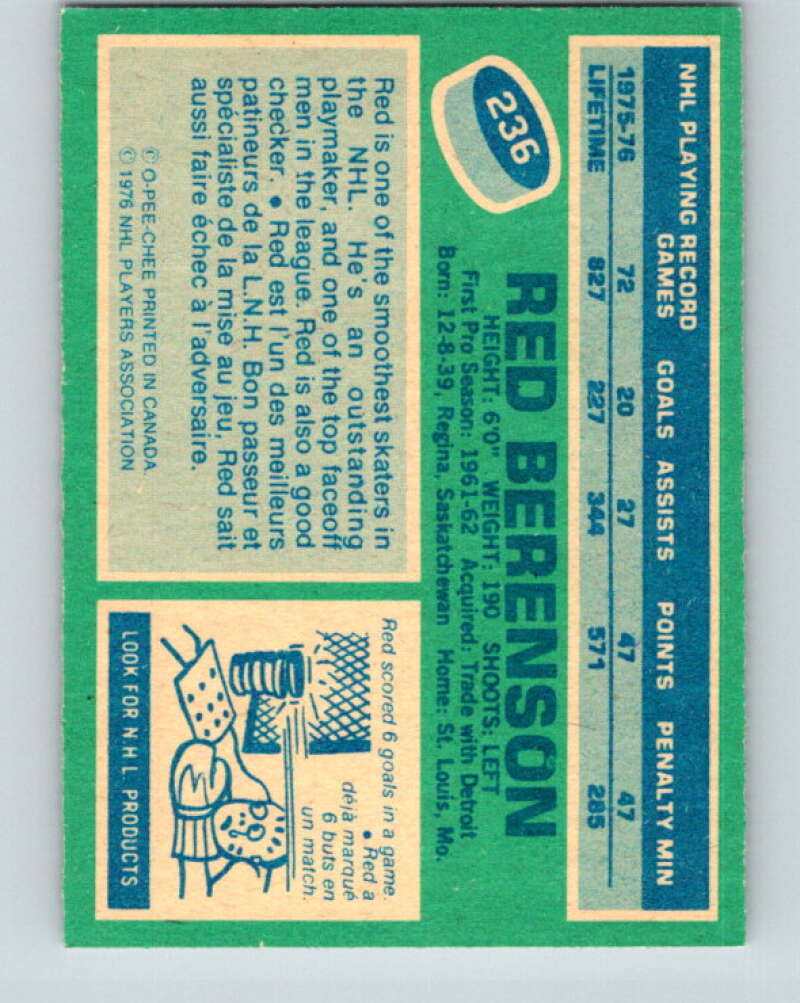 NHL PLAYING RECORD
GAMES GOALS ASSISTS POINTS PENALTY MIN
1975-76 72 20 27 47 47
LIFETIME 827 227 344 571 285
236
RED BERENSON
HEIGHT: 6'0" WEIGHT: 190 SHOOTS: LEFT
First Pro Season: 1961-62 Acquired: Trade with Detroit
Born: 12-8-39, Regina, Saskatchewan Home: St. Louis, Mo.
Red is one of the smoothest skaters in
the NHL. He's an outstanding
playmaker, and one of the top faceoff
men in the league. Red is also a good
checker. • Red est l'un des meilleurs
patineurs de la L.N.H. Bon passeur et
spécialiste de la mise au jeu, Red sait
aussi faire échec à l'adversaire.
© O-PEE-CHEE PRINTED IN CANADA.
© 1976 NHL PLAYERS ASSOCIATION
Red scored 6 goals in a game.
• Red a
déjà marqué
6 buts en
un match.
LOOK FOR N.H.L PRODUCTS